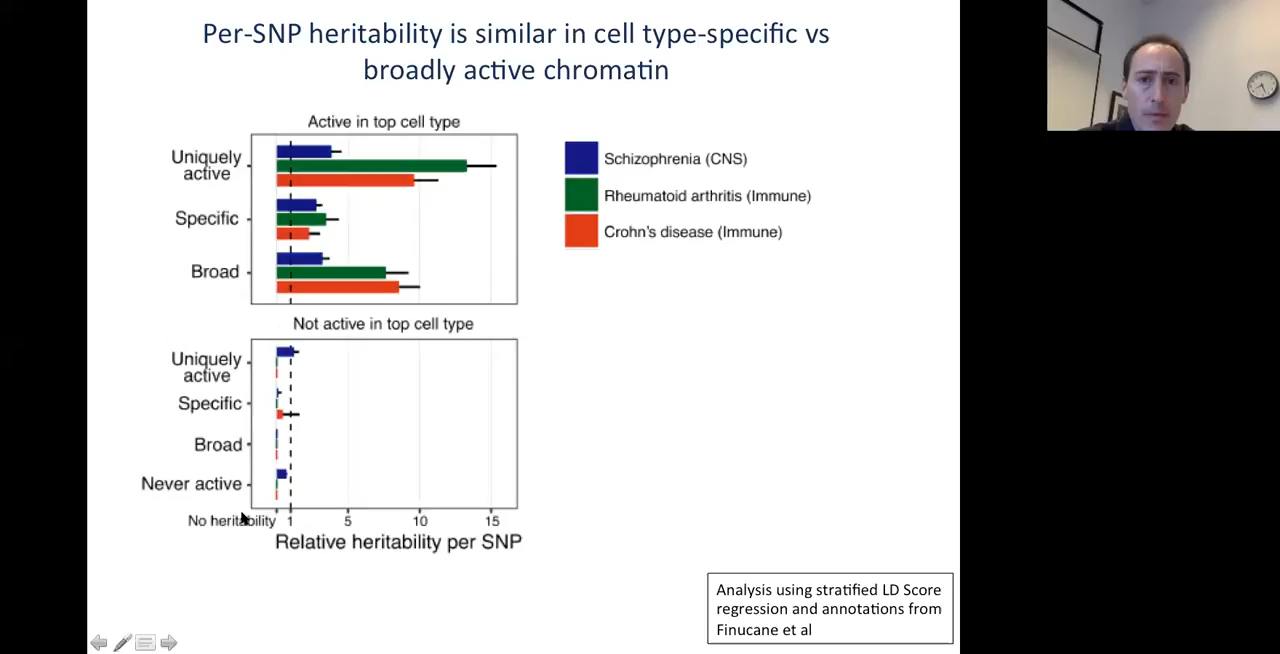 Per-SNP heritability is similar in cell type-specific vs
broadly active chromatin
Active in top cell type
Uniquely
active
Specific
Broad
Schizophrenia (CNS)
Rheumatoid arthritis (Immune)
Crohn's disease (Immune)
Not active in top cell type
Uniquely
active
Specific
Broad
Never active
No heritability 1 5 10 15
Relative heritability per SNP
Analysis using stratified LD Score
regression and annotations from
Finucane et al